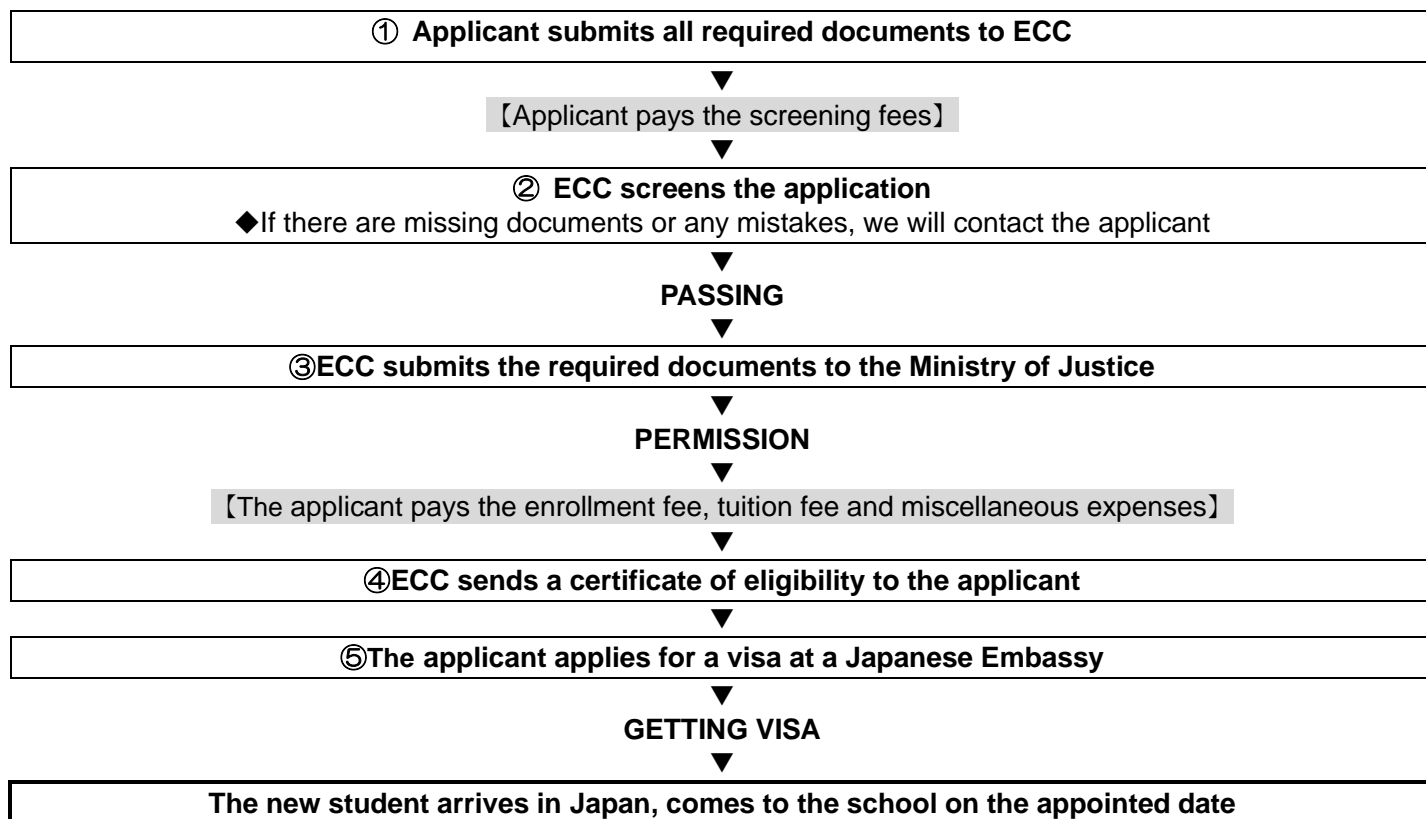 ① Applicant submits all required documents to ECC
▼
【Applicant pays the screening fees】
▼
② ECC screens the application
◆If there are missing documents or any mistakes, we will contact the applicant
▼
PASSING
▼
③ECC submits the required documents to the Ministry of Justice
▼
PERMISSION
▼
【The applicant pays the enrollment fee, tuition fee and miscellaneous expenses】
▼
④ECC sends a certificate of eligibility to the applicant
▼
⑤The applicant applies for a visa at a Japanese Embassy
▼
GETTING VISA
▼
The new student arrives in Japan, comes to the school on the appointed date